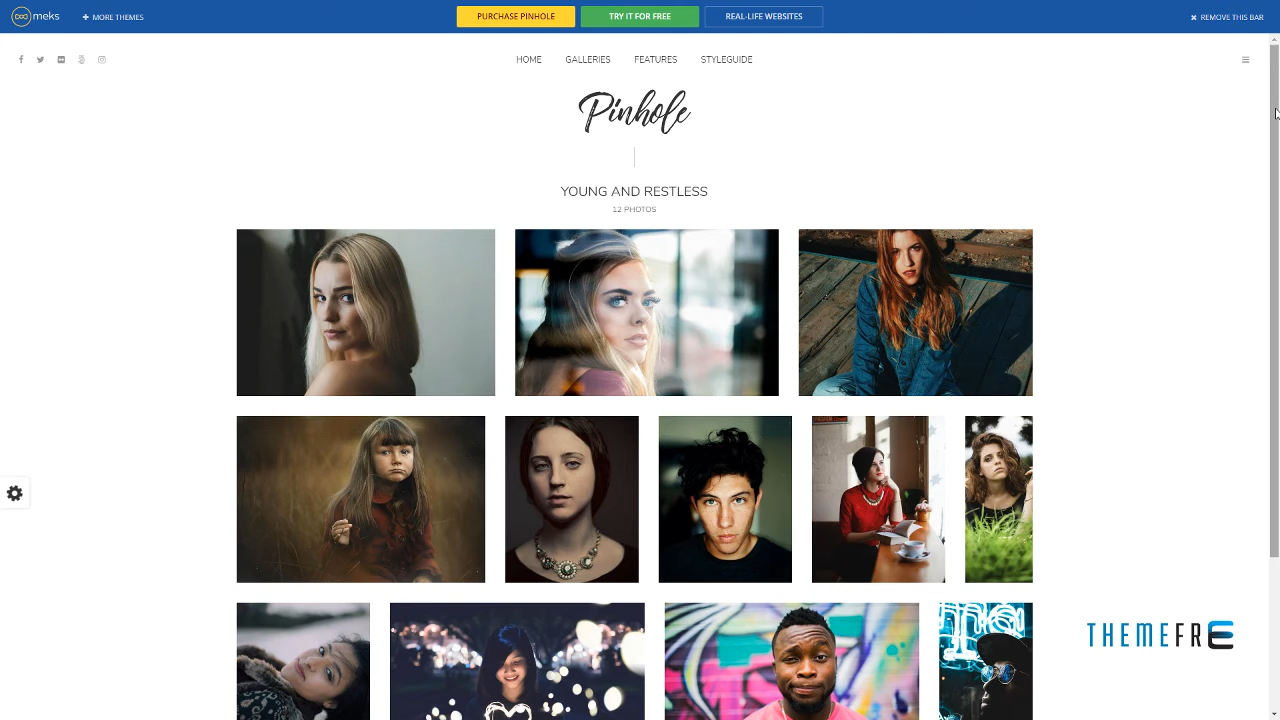 meks
MORE THEMES
PURCHASE PINHOLE
TRY IT FOR FREE
REAL-LIFE WEBSITES
REMOVE THIS BAR
HOME
GALLERIES
FEATURES
STYLEGUIDE
Pinhole
YOUNG AND RESTLESS
12 PHOTOS
THEMEFRE